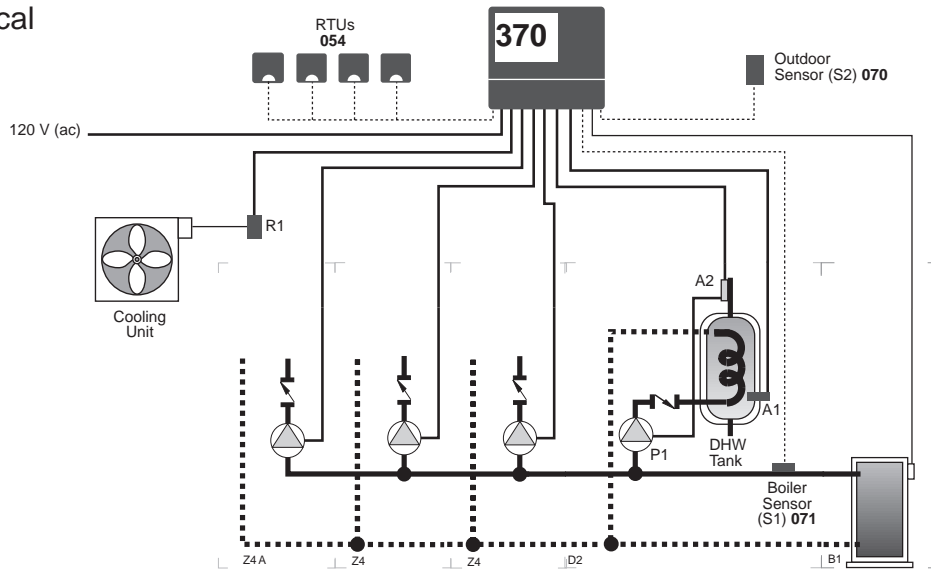 cal
RTUs
054
370
Outdoor
Sensor (S2) 070
120 V (ac)
R1
Cooling
Unit
A2
A1
P1
DHW
Tank
Boiler
Sensor
(S1) 071
Z4 A
Z4
Z4
D2
B1